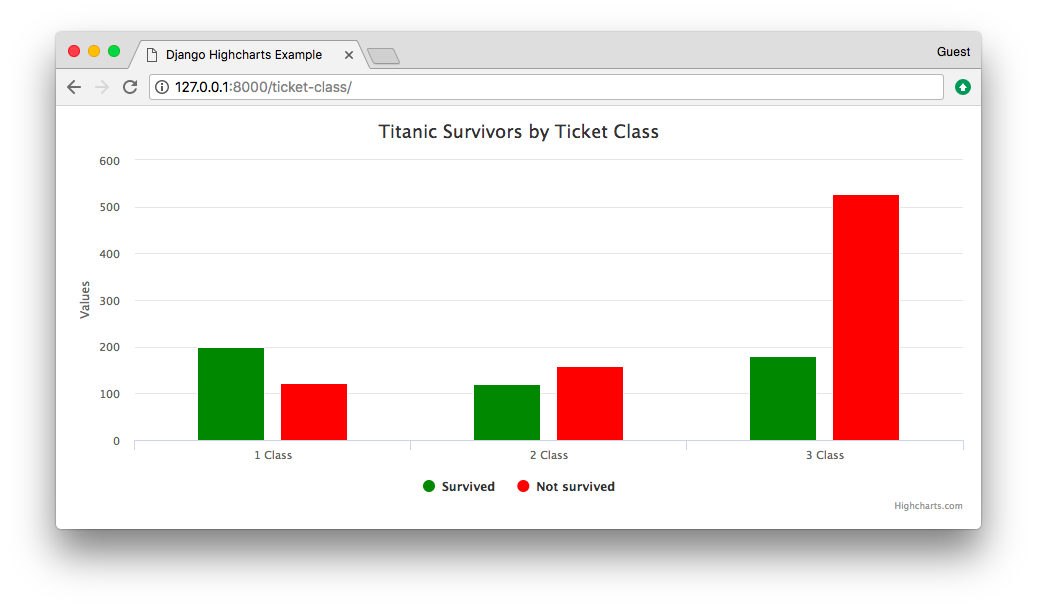 Django Highcharts Example
Guest
127.0.0.1:8000/ticket-class/
Titanic Survivors by Ticket Class
600
500
400
300
200
100
0
Values
1 Class 2 Class 3 Class
Survived Not survived
Highcharts.com